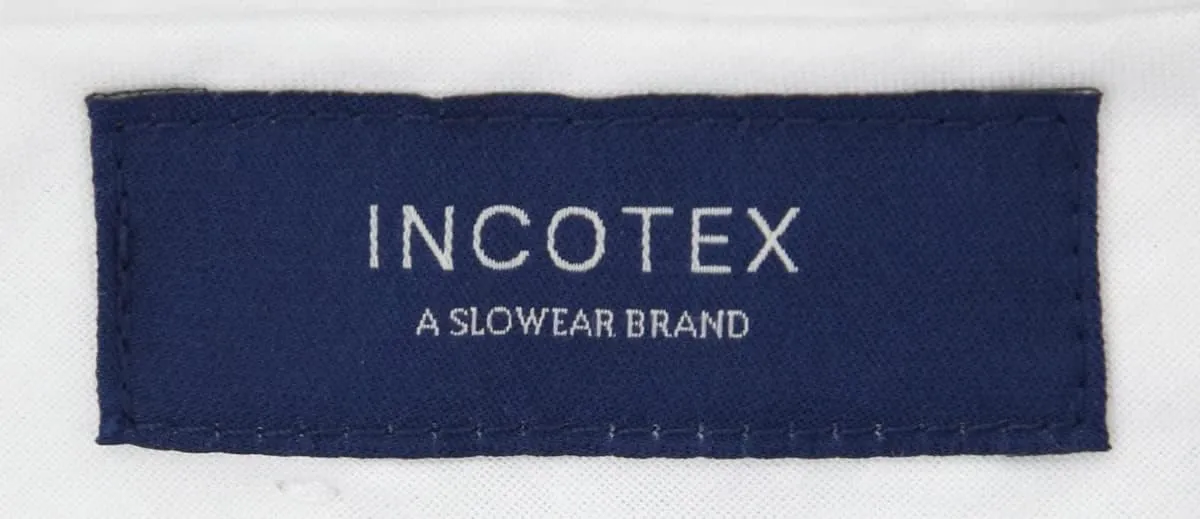 INCOTEX
A SLOWEAR BRAND